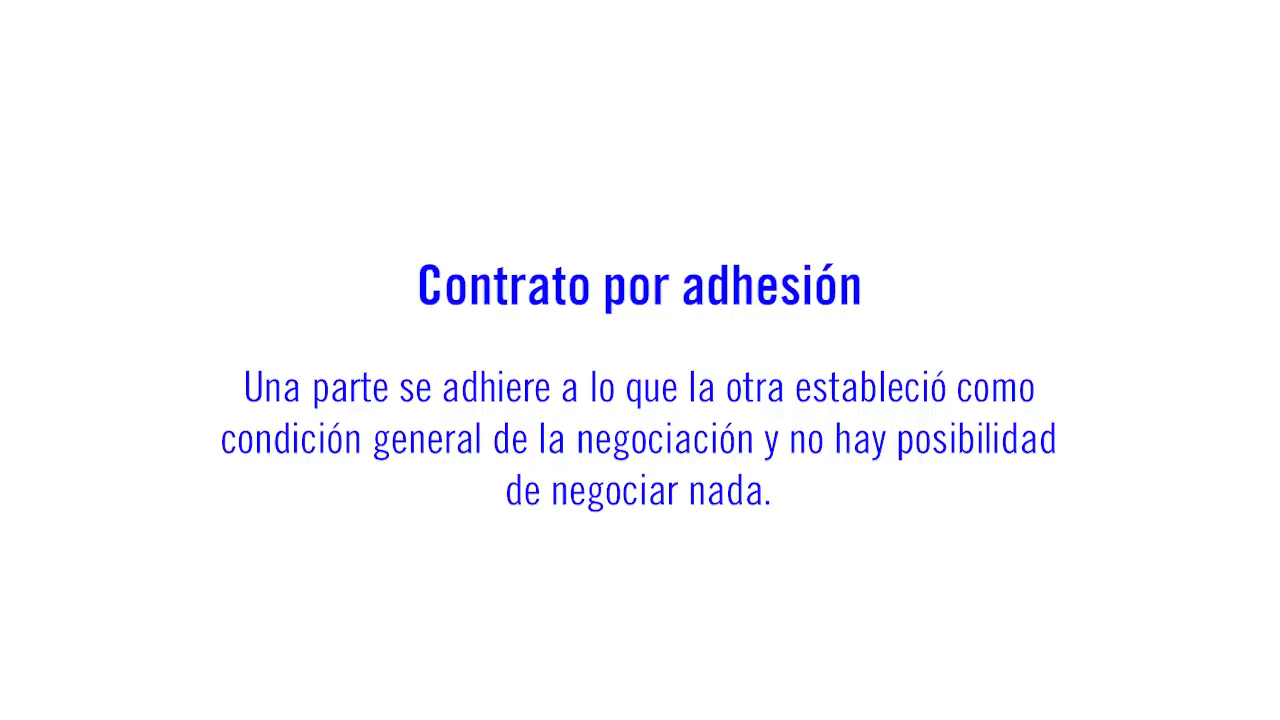 Contrato por adhesión
Una parte se adhiere a lo que la otra estableció como
condición general de la negociación y no hay posibilidad
de negociar nada.